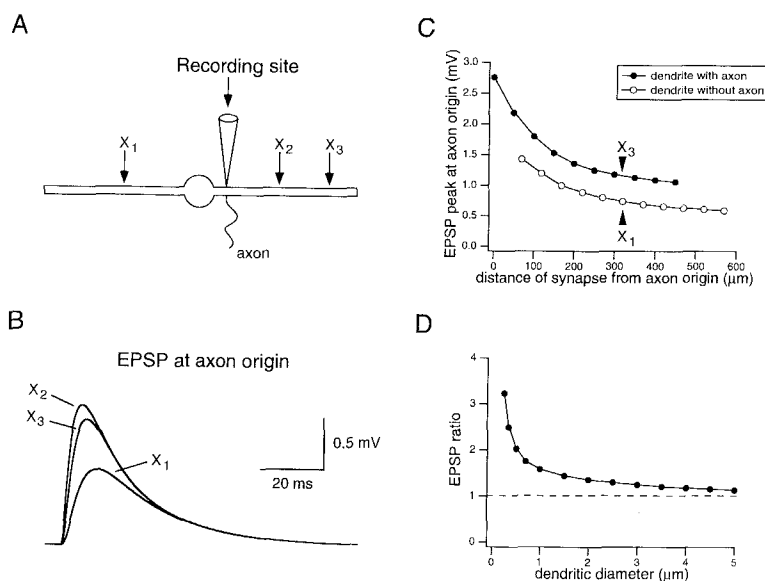 A
Recording site
X1
X2
X3
axon
B
EPSP at axon origin
X2
X3
X1
0.5 mV
20 ms
C
EPSP peak at axon origin (mV)
3.0
2.5
2.0
1.5
1.0
0.5
0.0
dendrite with axon
dendrite without axon
X3
X1
0
100
200
300
400
500
600
distance of synapse from axon origin (µm)
D
EPSP ratio
4
3
2
1
0
0
1
2
3
4
5
dendritic diameter (µm)